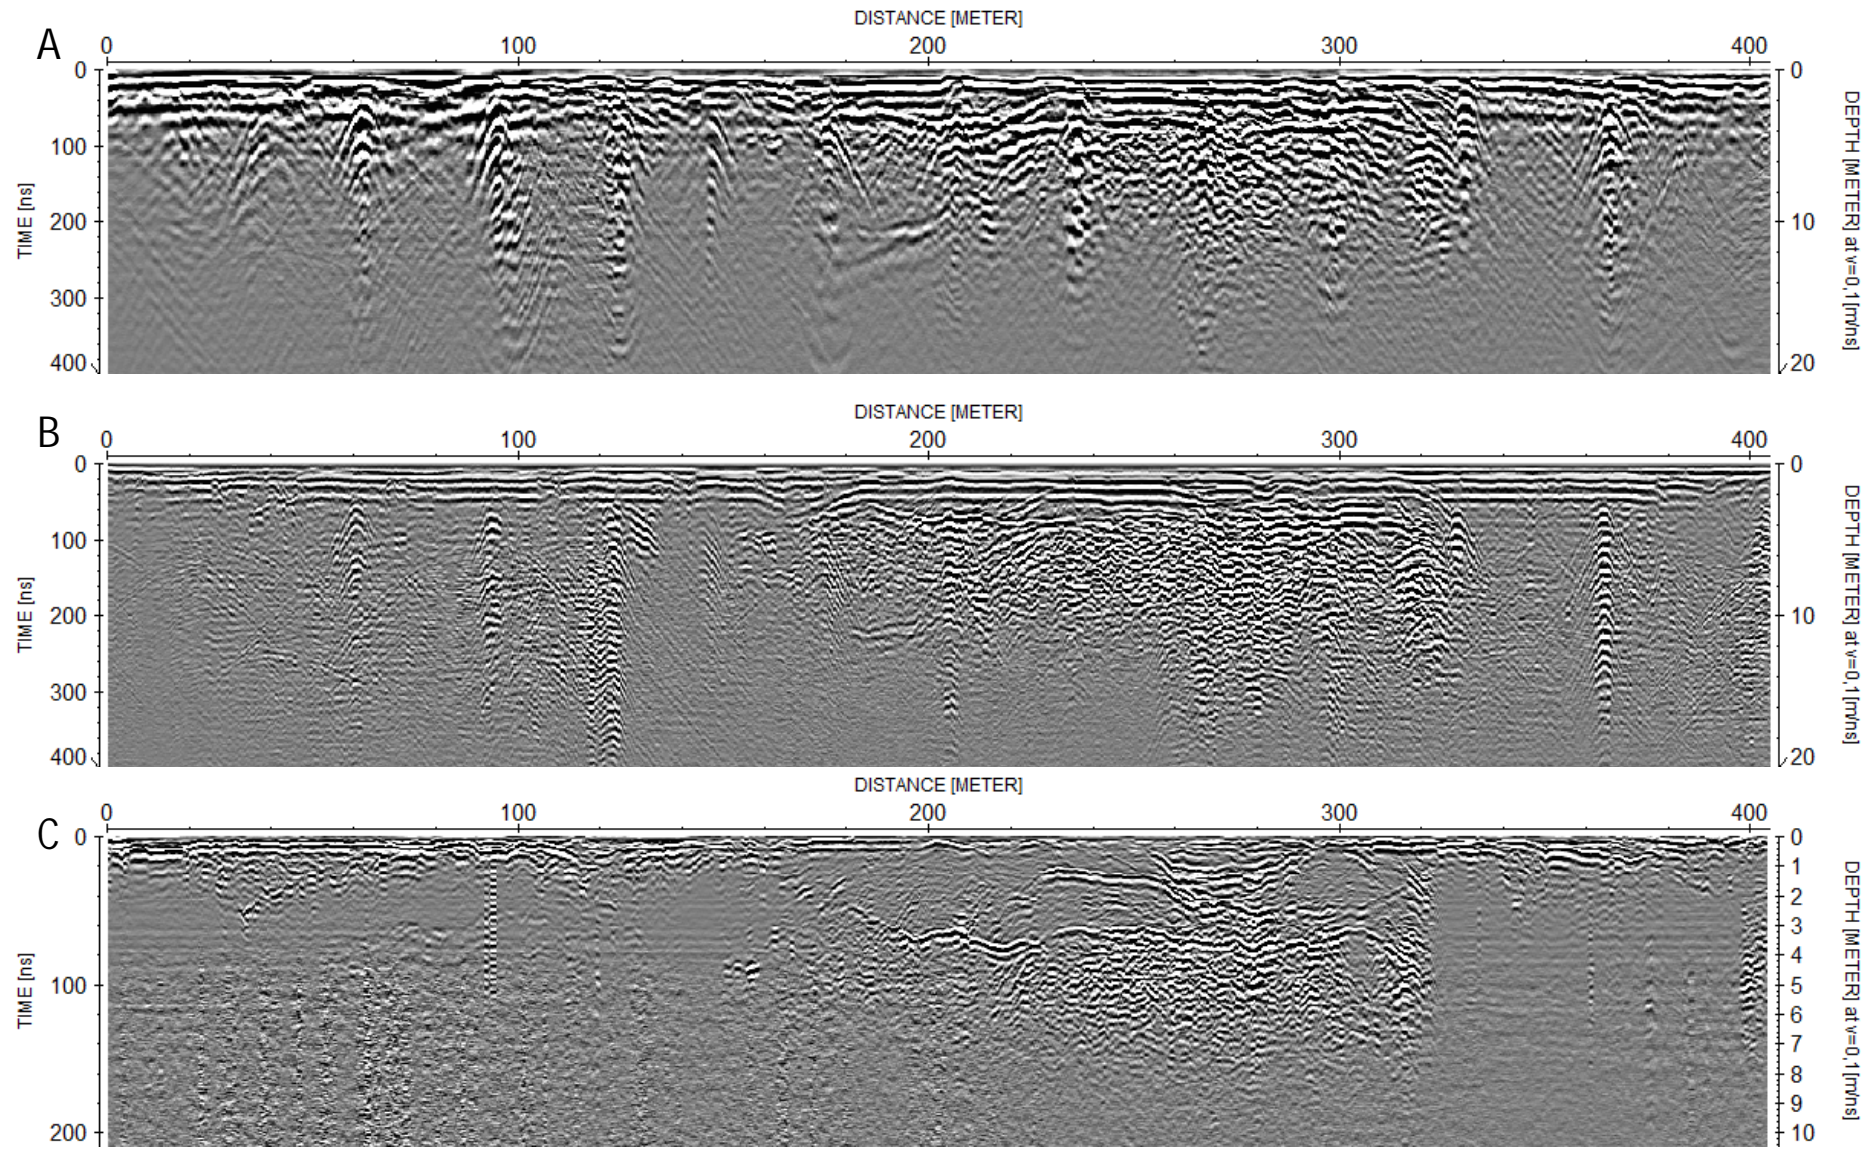 DISTANCE [METER]
A
0 100 200 300 400
0 0
100
200 10
300
400 20
TIME [ns]
DEPTH [METER] at v=0,1[m/ns]
DISTANCE [METER]
B
0 100 200 300 400
0 0
100
200 10
300
400 20
TIME [ns]
DEPTH [METER] at v=0,1[m/ns]
DISTANCE [METER]
C
0 100 200 300 400
0 0
1
2
3
4
100 5
6
7
8
9
200 10
TIME [ns]
DEPTH [METER] at v=0,1[m/ns]